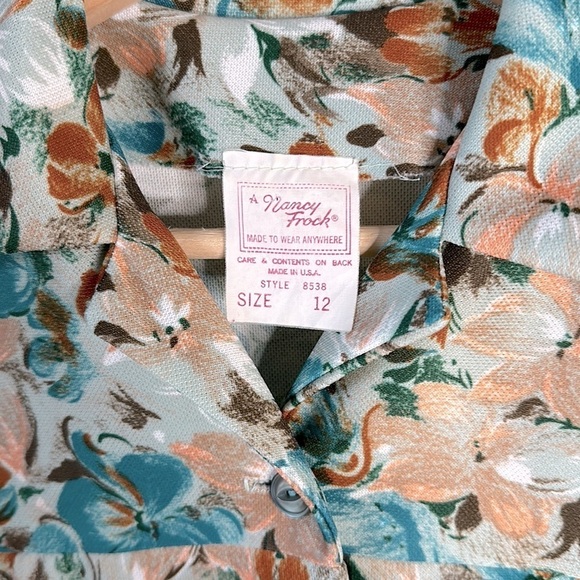 A Nancy
Frock®
MADE TO WEAR ANYWHERE
CARE & CONTENTS ON BACK
MADE IN U.S.A.
STYLE 8538
SIZE 12